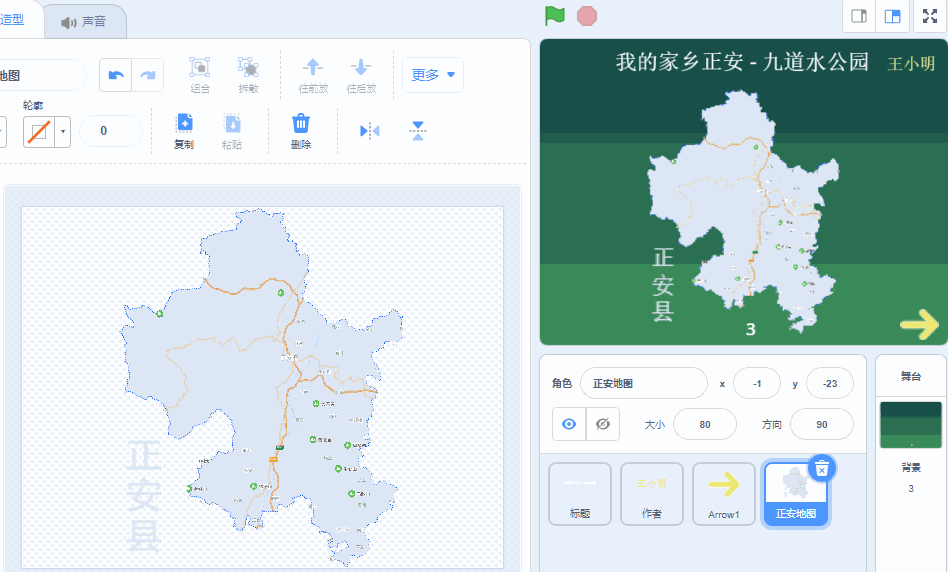 造型
声音
地图
组合
拆散
往前放
往后放
更多
轮廓
0
复制
粘贴
删除
正安县
我的家乡正安 - 九道水公园
王小明
正安县
3
角色
正安地图
x
-1
y
-23
大小
80
方向
90
标题
王小明
作者
Arrow1
正安地图
舞台
背景
3